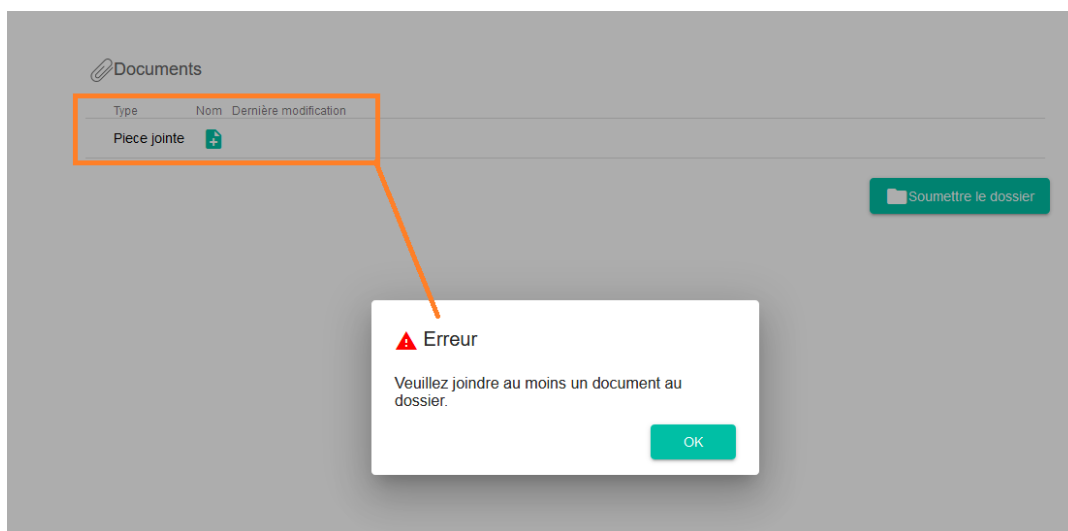 Documents
Type Nom Dernière modification
Piece jointe
Soumettre le dossier
Erreur
Veuillez joindre au moins un document au
dossier.
OK